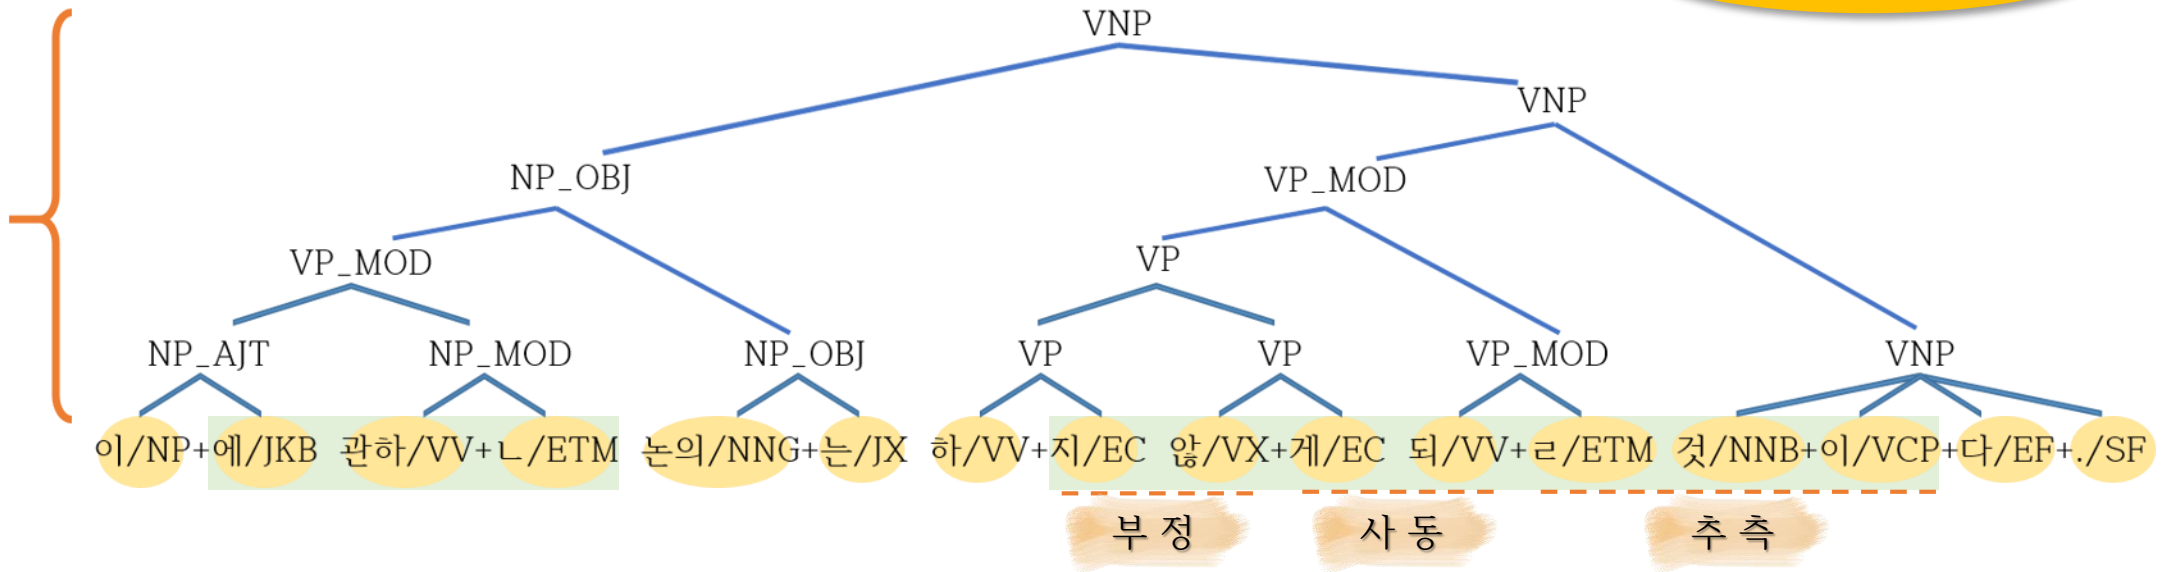 VNP
VNP
NP_OBJ VP_MOD
VP_MOD VP
NP_AJT NP_MOD NP_OBJ VP VP VP_MOD VNP
이/NP+에/JKB 관하/VV+ㄴ/ETM 논의/NNG+는/JX 하/VV+지/EC 않/VX+게/EC 되/VV+ㄹ/ETM 것/NNB+이/VCP+다/EF+./SF
부정 사동 추측